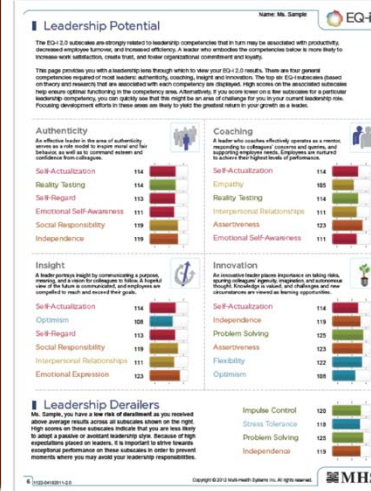 Name: Ms. Sample
EQ-i
Leadership Potential
The EQ-i 2.0 subscales are strongly related to leadership competencies that in turn may be associated with productivity,
decreased employee turnover, and increased efficiency. A leader who embodies the competencies below is more likely to
increase work satisfaction, create trust, and foster organizational commitment and loyalty.
This page provides you with a leadership lens through which to view your EQ-i 2.0 results. There are four general
competencies required of most leaders: authenticity, coaching, insight and innovation. The top six EQ-i subscales (based
on theory and research) that are associated with each competency are displayed. High scores on the associated subscales
help ensure optimal functioning in the competency area. Alternatively, if you score lower on a few subscales for a particular
leadership competency, you can quickly see that this might be an area of challenge for you in your current leadership role.
Focusing development efforts in these areas are likely to yield the greatest return in your growth as a leader.
Authenticity
An effective leader in the area of authenticity
serves as a role model to inspire moral and fair
behavior, as well as to command esteem and
confidence from colleagues.
Self-Actualization 114
Reality Testing 114
Self-Regard 113
Emotional Self-Awareness 111
Social Responsibility 119
Independence 119
Coaching
A leader who coaches effectively operates as a mentor,
responding to colleagues' concerns and queries, and
supporting employee needs. Employees are nurtured
to achieve their highest levels of performance.
Self-Actualization 114
Empathy 105
Reality Testing 114
Interpersonal Relationships 111
Assertiveness 123
Emotional Self-Awareness 111
Insight
A leader portrays insight by communicating a purpose,
meaning, and a vision for colleagues to follow. A hopeful
view of the future is communicated, and employees are
compelled to reach and exceed their goals.
Self-Actualization 114
Optimism 108
Self-Regard 113
Social Responsibility 119
Interpersonal Relationships 111
Emotional Expression 123
Innovation
An innovative leader places importance on taking risks,
spurring colleagues' ingenuity, imagination, and autonomous
thought. Knowledge is valued, and challenges and new
circumstances are viewed as learning opportunities.
Self-Actualization 114
Independence 119
Problem Solving 125
Assertiveness 123
Flexibility 122
Optimism 108
Leadership Derailers
Ms. Sample, you have a low risk of derailment as you received
above average results across all subscales shown on the right.
High scores on these subscales indicate that you are less likely
to adopt a passive or avoidant leadership style. Because of high
expectations placed on leaders, it is important to strive towards
exceptional performance on these subscales in order to prevent
moments where you may avoid your leadership responsibilities.
Impulse Control 120
Stress Tolerance 118
Problem Solving 125
Independence 119
Copyright © 2012 Multi-Health Systems Inc. All rights reserved.
MHS